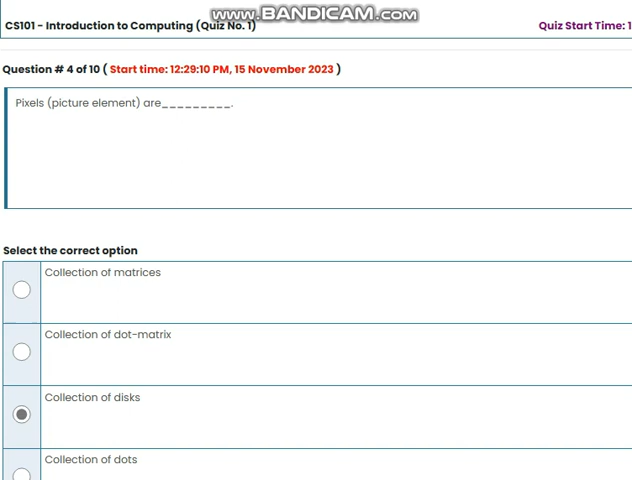 www.BANDICAM.com
CS101 - Introduction to Computing (Quiz No. 1) Quiz Start Time: 1
Question # 4 of 10 ( Start time: 12:29:10 PM, 15 November 2023 )
Pixels (picture element) are_________.
Select the correct option
Collection of matrices
Collection of dot-matrix
Collection of disks
Collection of dots